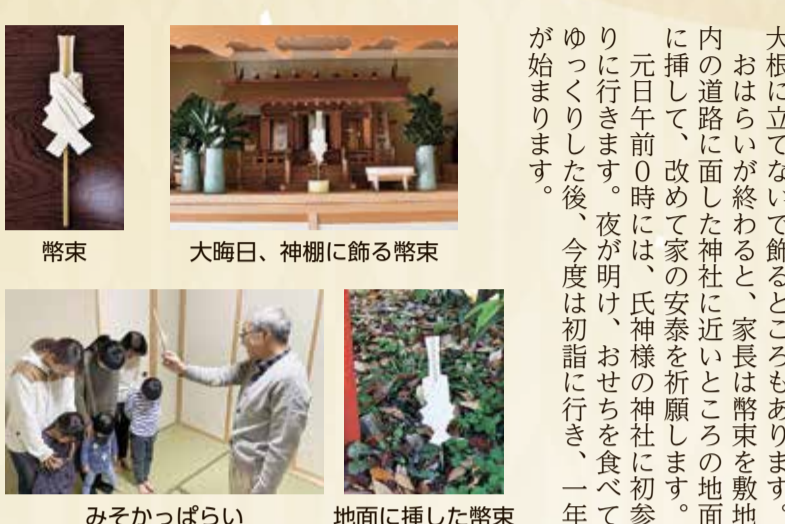 大根に立てないで飾るところもあります。
おはらいが終わると、家長は幣束を敷地
内の道路に面した神社に近いところの地面
に挿して、改めて家の安泰を祈願します。
元日午前0時には、氏神様の神社に初参
りに行きます。夜が明け、おせちを食べて
ゆっくりした後、今度は初詣に行き、一年
が始まります。
幣束
大晦日、神棚に飾る幣束
みそかっぱらい
地面に挿した幣束